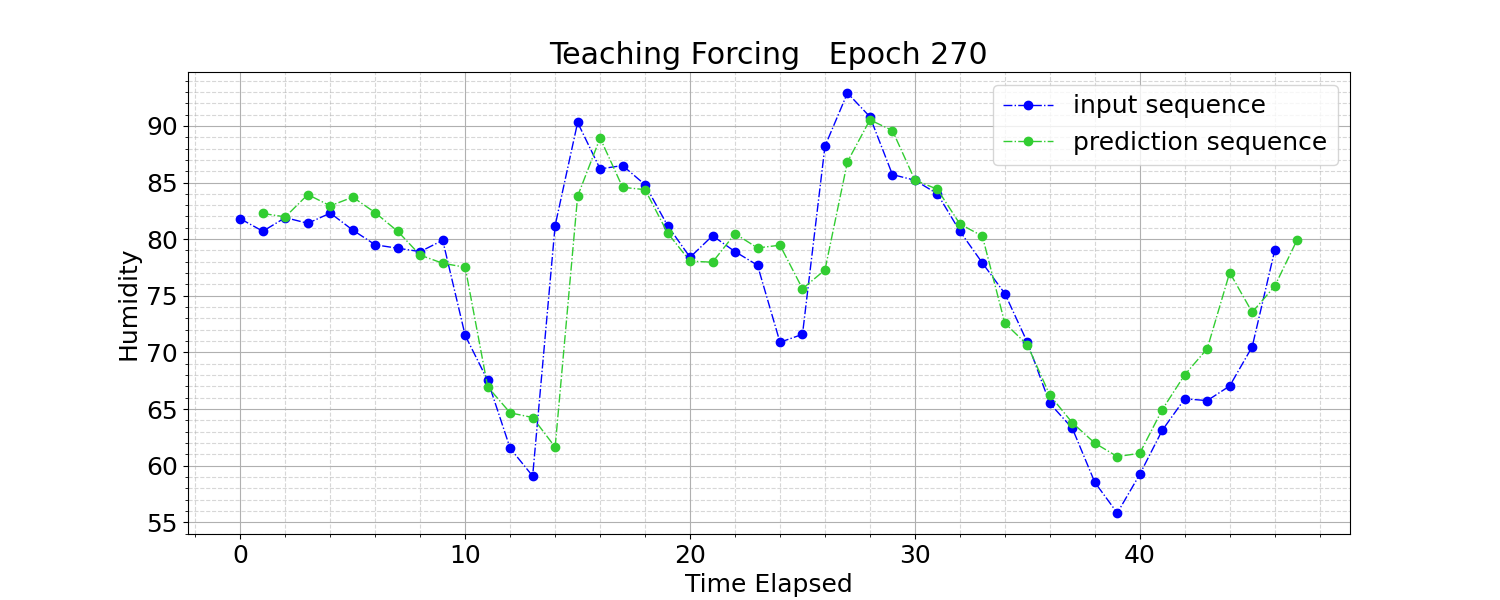 Teaching Forcing   Epoch 270
input sequence
prediction sequence
90
85
80
75
70
65
60
55
Humidity
0 10 20 30 40
Time Elapsed